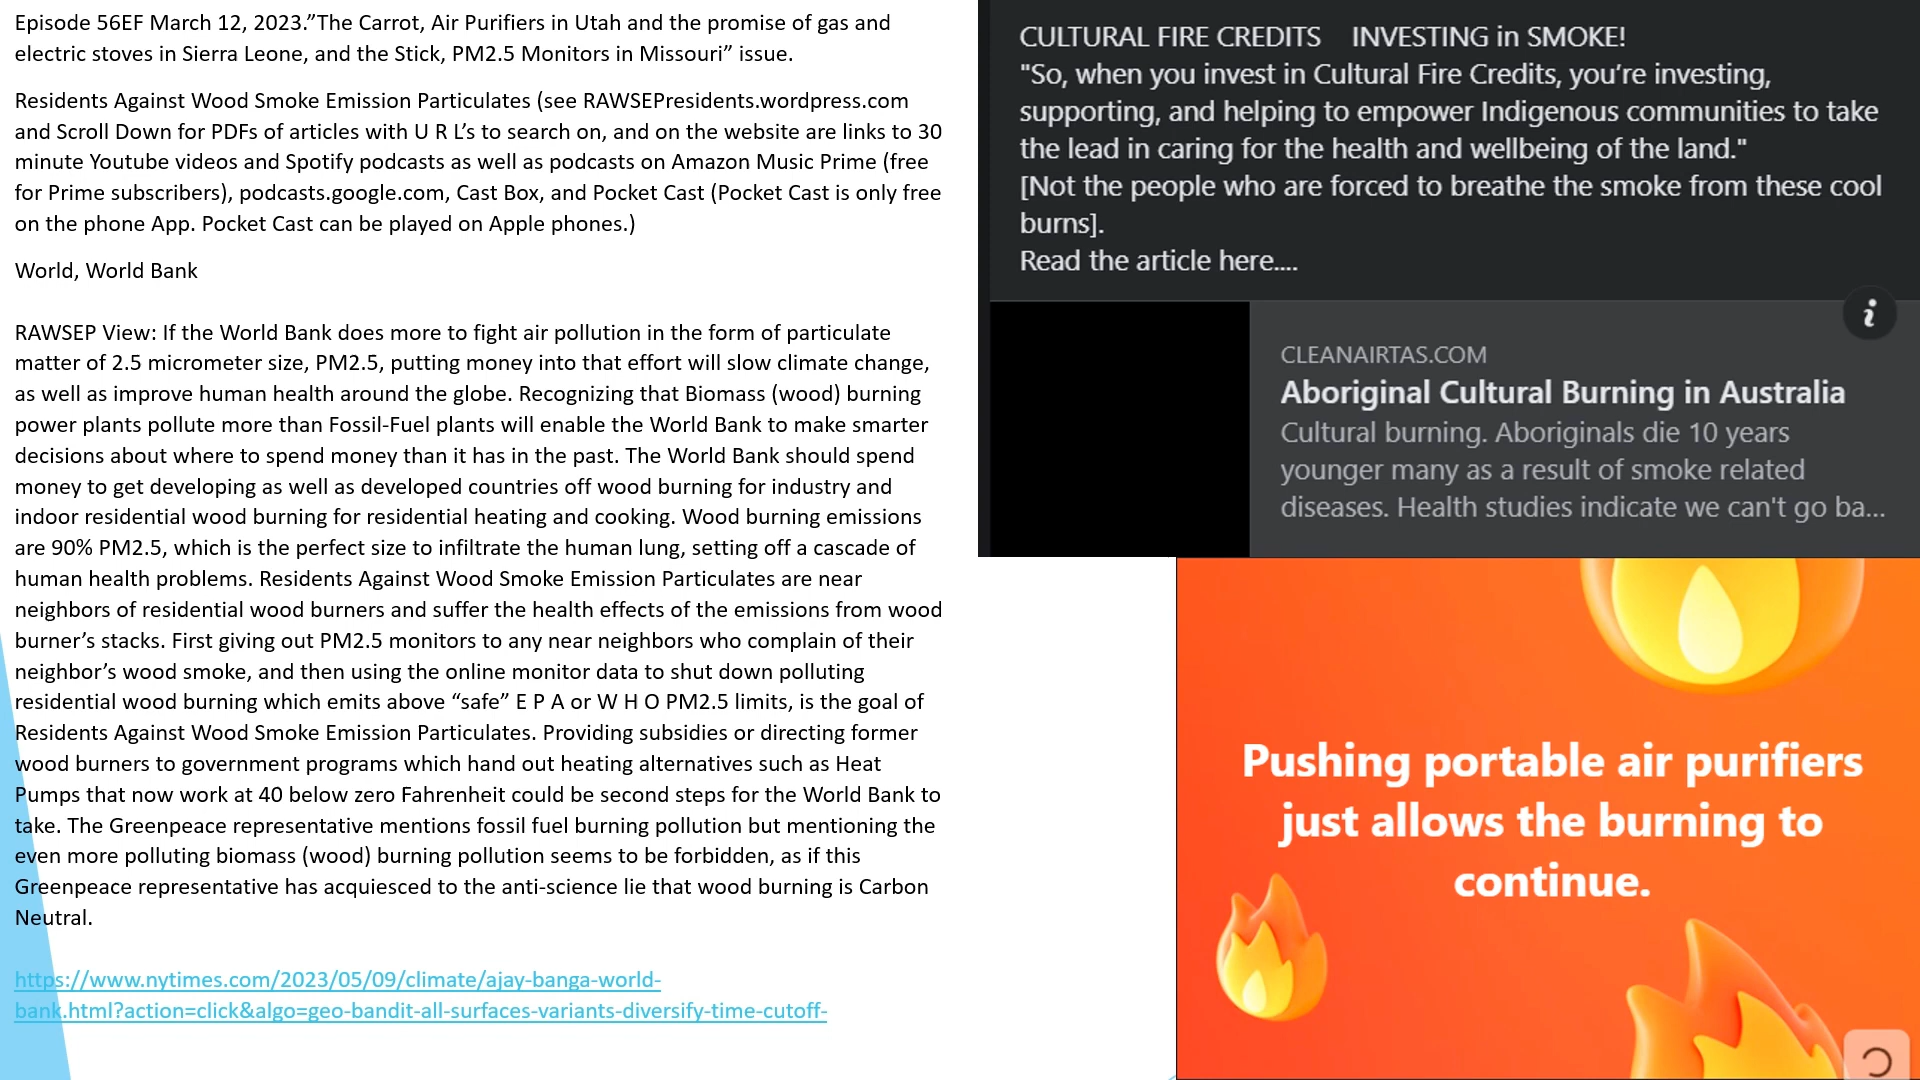 Episode 56EF March 12, 2023.”The Carrot, Air Purifiers in Utah and the promise of gas and
electric stoves in Sierra Leone, and the Stick, PM2.5 Monitors in Missouri” issue.
Residents Against Wood Smoke Emission Particulates (see RAWSEPresidents.wordpress.com
and Scroll Down for PDFs of articles with U R L’s to search on, and on the website are links to 30
minute Youtube videos and Spotify podcasts as well as podcasts on Amazon Music Prime (free
for Prime subscribers), podcasts.google.com, Cast Box, and Pocket Cast (Pocket Cast is only free
on the phone App. Pocket Cast can be played on Apple phones.)
World, World Bank
RAWSEP View: If the World Bank does more to fight air pollution in the form of particulate
matter of 2.5 micrometer size, PM2.5, putting money into that effort will slow climate change,
as well as improve human health around the globe. Recognizing that Biomass (wood) burning
power plants pollute more than Fossil-Fuel plants will enable the World Bank to make smarter
decisions about where to spend money than it has in the past. The World Bank should spend
money to get developing as well as developed countries off wood burning for industry and
indoor residential wood burning for residential heating and cooking. Wood burning emissions
are 90% PM2.5, which is the perfect size to infiltrate the human lung, setting off a cascade of
human health problems. Residents Against Wood Smoke Emission Particulates are near
neighbors of residential wood burners and suffer the health effects of the emissions from wood
burner’s stacks. First giving out PM2.5 monitors to any near neighbors who complain of their
neighbor’s wood smoke, and then using the online monitor data to shut down polluting
residential wood burning which emits above “safe” E P A or W H O PM2.5 limits, is the goal of
Residents Against Wood Smoke Emission Particulates. Providing subsidies or directing former
wood burners to government programs which hand out heating alternatives such as Heat
Pumps that now work at 40 below zero Fahrenheit could be second steps for the World Bank to
take. The Greenpeace representative mentions fossil fuel burning pollution but mentioning the
even more polluting biomass (wood) burning pollution seems to be forbidden, as if this
Greenpeace representative has acquiesced to the anti-science lie that wood burning is Carbon
Neutral.
https://www.nytimes.com/2023/05/09/climate/ajay-banga-world-
bank.html?action=click&algo=geo-bandit-all-surfaces-variants-diversify-time-cutoff-
CULTURAL FIRE CREDITS INVESTING in SMOKE!
"So, when you invest in Cultural Fire Credits, you’re investing,
supporting, and helping to empower Indigenous communities to take
the lead in caring for the health and wellbeing of the land."
[Not the people who are forced to breathe the smoke from these cool
burns].
Read the article here....
CLEANAIRTAS.COM
Aboriginal Cultural Burning in Australia
Cultural burning. Aboriginals die 10 years
younger many as a result of smoke related
diseases. Health studies indicate we can't go ba...
Pushing portable air purifiers
just allows the burning to
continue.